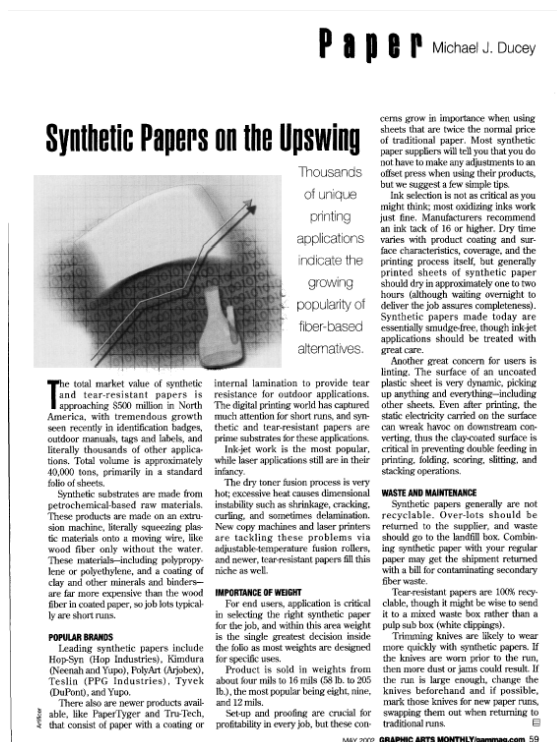 Paper Michael J. Ducey
Synthetic Papers on the Upswing
Thousands
of unique
printing
applications
indicate the
growing
popularity of
fiber-based
alternatives.
The total market value of synthetic
and tear-resistant papers is
approaching $500 million in North
America, with tremendous growth
seen recently in identification badges,
outdoor manuals, tags and labels, and
literally thousands of other applica-
tions. Total volume is approximately
40,000 tons, primarily in a standard
folio of sheets.
Synthetic substrates are made from
petrochemical-based raw materials.
These products are made on an extru-
sion machine, literally squeezing plas-
tic materials onto a moving wire, like
wood fiber only without the water.
These materials—including polypropy-
lene or polyethylene, and a coating of
clay and other minerals and binders—
are far more expensive than the wood
fiber in coated paper, so job lots typical-
ly are short runs.
POPULAR BRANDS
Leading synthetic papers include
Hop-Syn (Hop Industries), Kimdura
(Neenah and Yupo), PolyArt (Arjobex),
Teslin (PPG Industries), Tyvek
(DuPont), and Yupo.
There also are newer products avail-
able, like PaperTyger and Tru-Tech,
that consist of paper with a coating or
internal lamination to provide tear
resistance for outdoor applications.
The digital printing world has captured
much attention for short runs, and syn-
thetic and tear-resistant papers are
prime substrates for these applications.
Ink-jet work is the most popular,
while laser applications still are in their
infancy.
The dry toner fusion process is very
hot; excessive heat causes dimensional
instability such as shrinkage, cracking,
curling, and sometimes delamination.
New copy machines and laser printers
are tackling these problems via
adjustable-temperature fusion rollers,
and newer, tear-resistant papers fill this
niche as well.
IMPORTANCE OF WEIGHT
For end users, application is critical
in selecting the right synthetic paper
for the job, and within this area weight
is the single greatest decision inside
the folio as most weights are designed
for specific uses.
Product is sold in weights from
about four mils to 16 mils (58 lb. to 205
lb.), the most popular being eight, nine,
and 12 mils.
Set-up and proofing are crucial for
profitability in every job, but these con-
cerns grow in importance when using
sheets that are twice the normal price
of traditional paper. Most synthetic
paper suppliers will tell you that you do
not have to make any adjustments to an
offset press when using their products,
but we suggest a few simple tips.
Ink selection is not as critical as you
might think; most oxidizing inks work
just fine. Manufacturers recommend
an ink tack of 16 or higher. Dry time
varies with product coating and sur-
face characteristics, coverage, and the
printing process itself, but generally
printed sheets of synthetic paper
should dry in approximately one to two
hours (although waiting overnight to
deliver the job assures completeness).
Synthetic papers made today are
essentially smudge-free, though ink-jet
applications should be treated with
great care.
Another great concern for users is
linting. The surface of an uncoated
plastic sheet is very dynamic, picking
up anything and everything—including
other sheets. Even after printing, the
static electricity carried on the surface
can wreak havoc on downstream con-
verting, thus the clay-coated surface is
critical in preventing double feeding in
printing, folding, scoring, slitting, and
stacking operations.
WASTE AND MAINTENANCE
Synthetic papers generally are not
recyclable. Over-lots should be
returned to the supplier, and waste
should go to the landfill box. Combin-
ing synthetic paper with your regular
paper may get the shipment returned
with a bill for contaminating secondary
fiber waste.
Tear-resistant papers are 100% recy-
clable, though it might be wise to send
it to a mixed waste box rather than a
pulp sub box (white clippings).
Trimming knives are likely to wear
more quickly with synthetic papers. If
the knives are worn prior to the run,
then more dust or jams could result. If
the run is large enough, change the
knives beforehand and if possible,
mark those knives for new paper runs,
swapping them out when returning to
traditional runs.
Artificer
MAY 2002 GRAPHIC ARTS MONTHLY/gammag.com 59